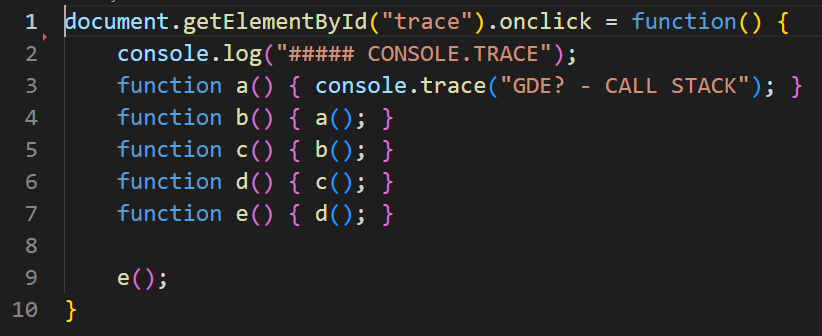 1 document.getElementById("trace").onclick = function() {
2     console.log("##### CONSOLE.TRACE");
3     function a() { console.trace("GDE? - CALL STACK"); }
4     function b() { a(); }
5     function c() { b(); }
6     function d() { c(); }
7     function e() { d(); }
8
9     e();
10 }